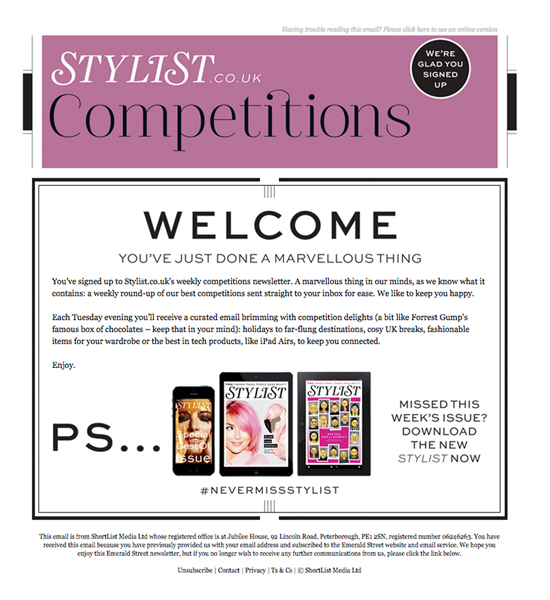 Having trouble reading this email? Please click here to see an online version
STYLIST.CO.UK
WE'RE
GLAD YOU
SIGNED
UP
Competitions
WELCOME
YOU'VE JUST DONE A MARVELLOUS THING
You've signed up to Stylist.co.uk's weekly competitions newsletter. A marvellous thing in our minds, as we know what it
contains: a weekly round-up of our best competitions sent straight to your inbox for ease. We like to keep you happy.
Each Tuesday evening you'll receive a curated email brimming with competition delights (a bit like Forrest Gump's
famous box of chocolates – keep that in your mind): holidays to far-flung destinations, cosy UK breaks, fashionable
items for your wardrobe or the best in tech products, like iPad Airs, to keep you connected.
Enjoy.
PS...
STYLIST
Special
Best Of
Issue
STYLIST
STYLIST
MISSED THIS
WEEK'S ISSUE?
DOWNLOAD
THE NEW
STYLIST NOW
#NEVERMISSSTYLIST
This email is from ShortList Media Ltd whose registered office is at Jubilee House, 92 Lincoln Road, Peterborough, PE1 2SN, registered number 06246263. You have
received this email because you have previously provided us with your email address and subscribed to the Emerald Street website and email service. We hope you
enjoy this Emerald Street newsletter, but if you no longer wish to receive any further communications from us, please click the link below.
Unsubscribe | Contact | Privacy | Ts & Cs | © ShortList Media Ltd